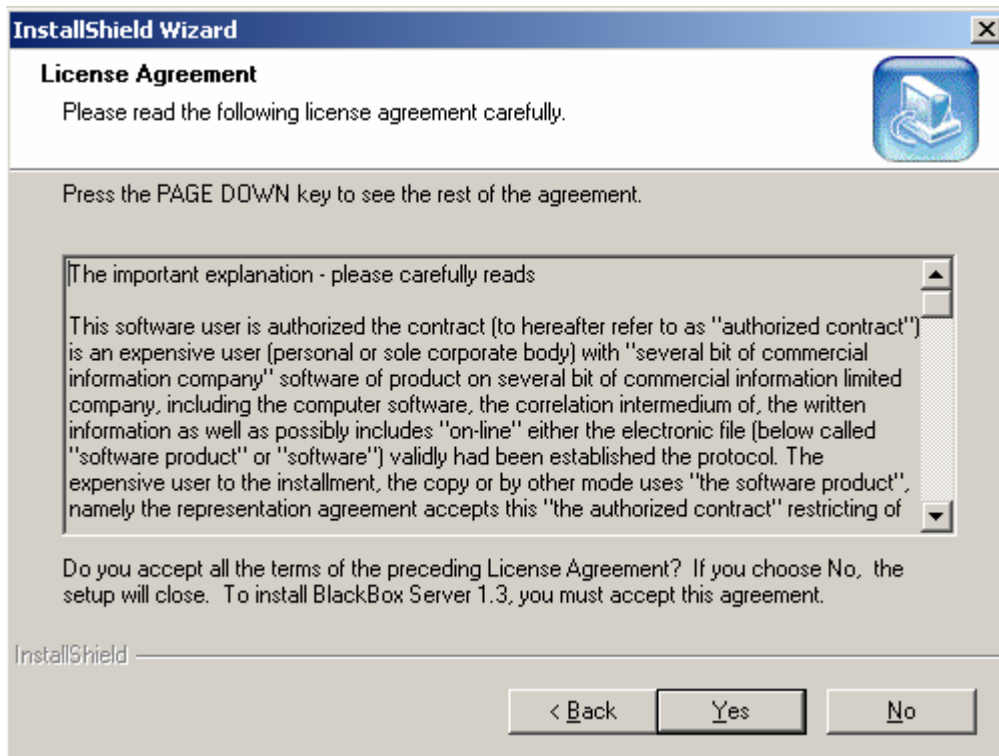 InstallShield Wizard
License Agreement
Please read the following license agreement carefully.
Press the PAGE DOWN key to see the rest of the agreement.
The important explanation - please carefully reads
This software user is authorized the contract (to hereafter refer to as "authorized contract")
is an expensive user (personal or sole corporate body) with "several bit of commercial
information company" software of product on several bit of commercial information limited
company, including the computer software, the correlation intermedium of, the written
information as well as possibly includes "on-line" either the electronic file (below called
"software product" or "software") validly had been established the protocol. The
expensive user to the installment, the copy or by other mode uses "the software product",
namely the representation agreement accepts this "the authorized contract" restricting of
Do you accept all the terms of the preceding License Agreement?  If you choose No,  the
setup will close.  To install BlackBox Server 1.3, you must accept this agreement.
InstallShield
< Back
Yes
No